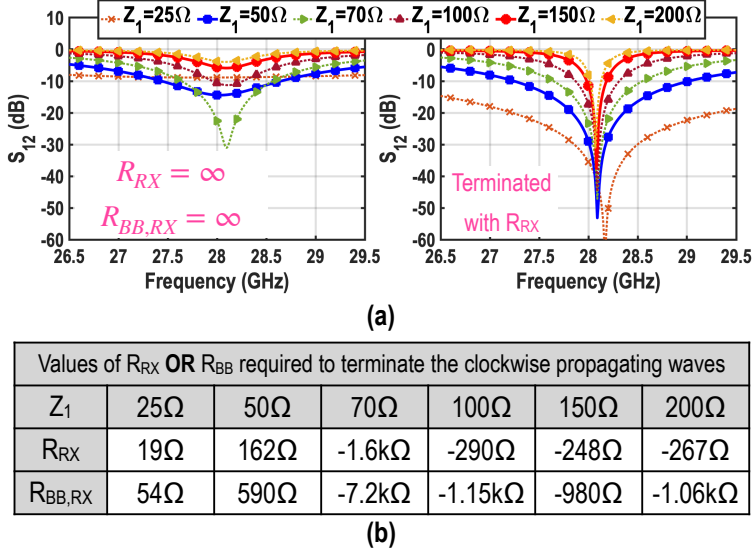 Z1=25Ω Z1=50Ω Z1=70Ω Z1=100Ω Z1=150Ω Z1=200Ω
10
0
-10
-20
-30
-40
-50
-60
S12 (dB)
RRX = ∞
RBB,RX = ∞
26.5 27 27.5 28 28.5 29 29.5
Frequency (GHz)
10
0
-10
-20
-30
-40
-50
-60
S12 (dB)
Terminated
with RRX
26.5 27 27.5 28 28.5 29 29.5
Frequency (GHz)
(a)
Values of RRX OR RBB required to terminate the clockwise propagating waves
Z1 25Ω 50Ω 70Ω 100Ω 150Ω 200Ω
RRX 19Ω 162Ω -1.6kΩ -290Ω -248Ω -267Ω
RBB,RX 54Ω 590Ω -7.2kΩ -1.15kΩ -980Ω -1.06kΩ
(b)